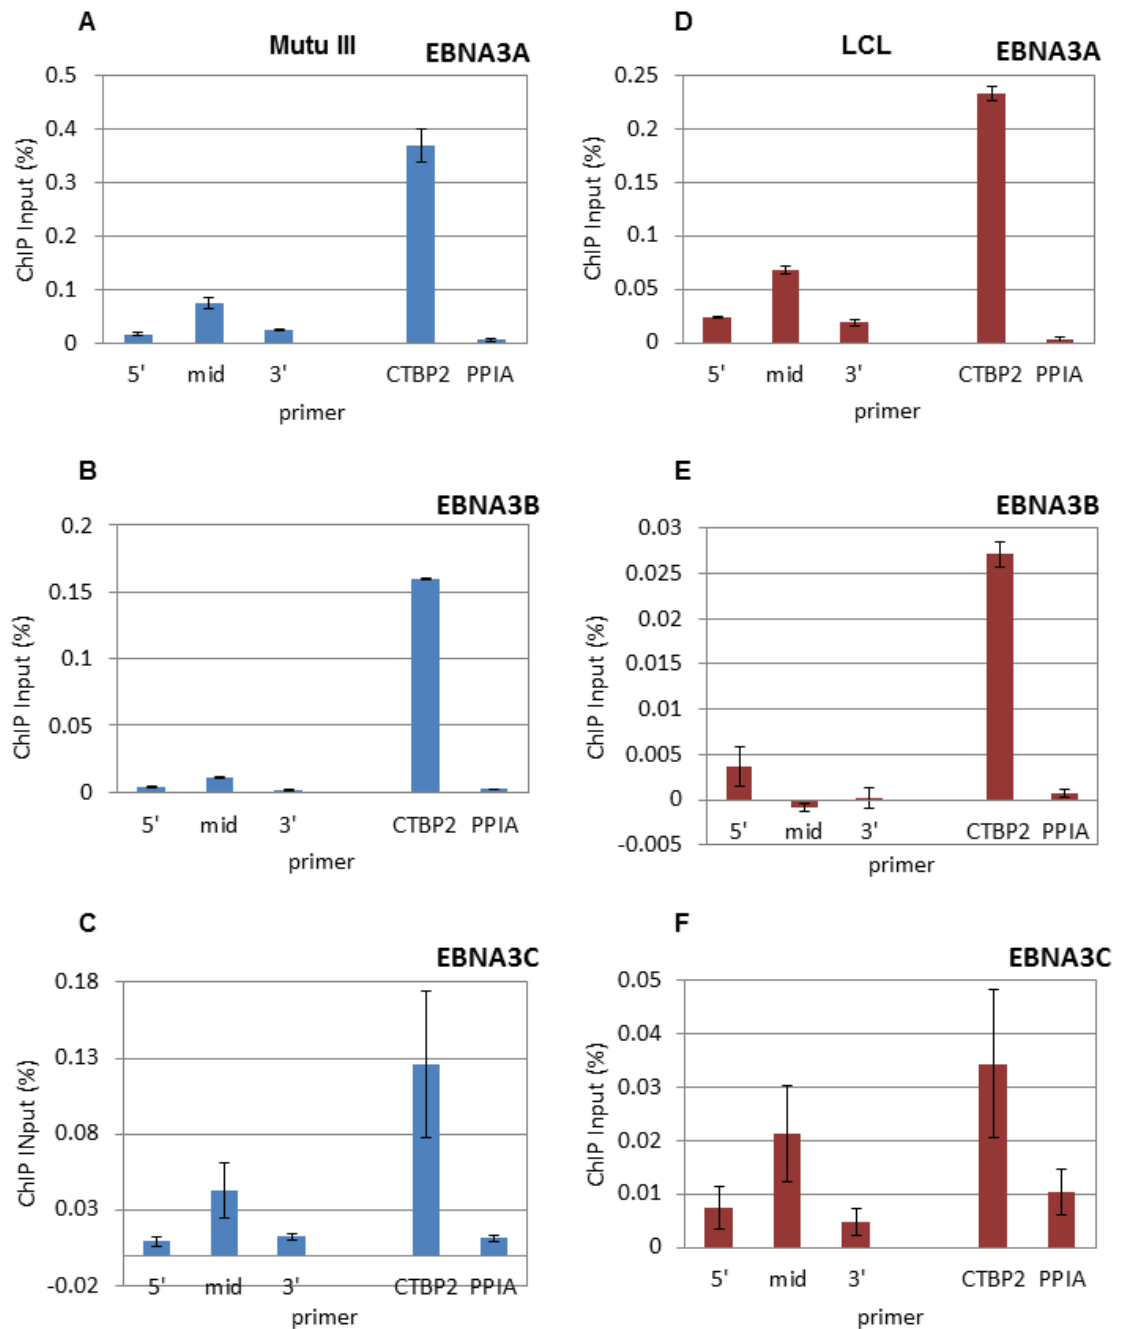 A
Mutu III
EBNA3A
0.5
0.4
0.3
0.2
0.1
0
ChIP Input (%)
5' mid 3' CTBP2 PPIA
primer
D
LCL
EBNA3A
0.25
0.2
0.15
0.1
0.05
0
ChIP Input (%)
5' mid 3' CTBP2 PPIA
primer
B
EBNA3B
0.2
0.15
0.1
0.05
0
ChIP Input (%)
5' mid 3' CTBP2 PPIA
primer
E
EBNA3B
0.03
0.025
0.02
0.015
0.01
0.005
0
-0.005
ChIP Input (%)
5' mid 3' CTBP2 PPIA
primer
C
EBNA3C
0.18
0.13
0.08
0.03
-0.02
ChIP INput (%)
5' mid 3' CTBP2 PPIA
primer
F
EBNA3C
0.05
0.04
0.03
0.02
0.01
0
ChIP Input (%)
5' mid 3' CTBP2 PPIA
primer